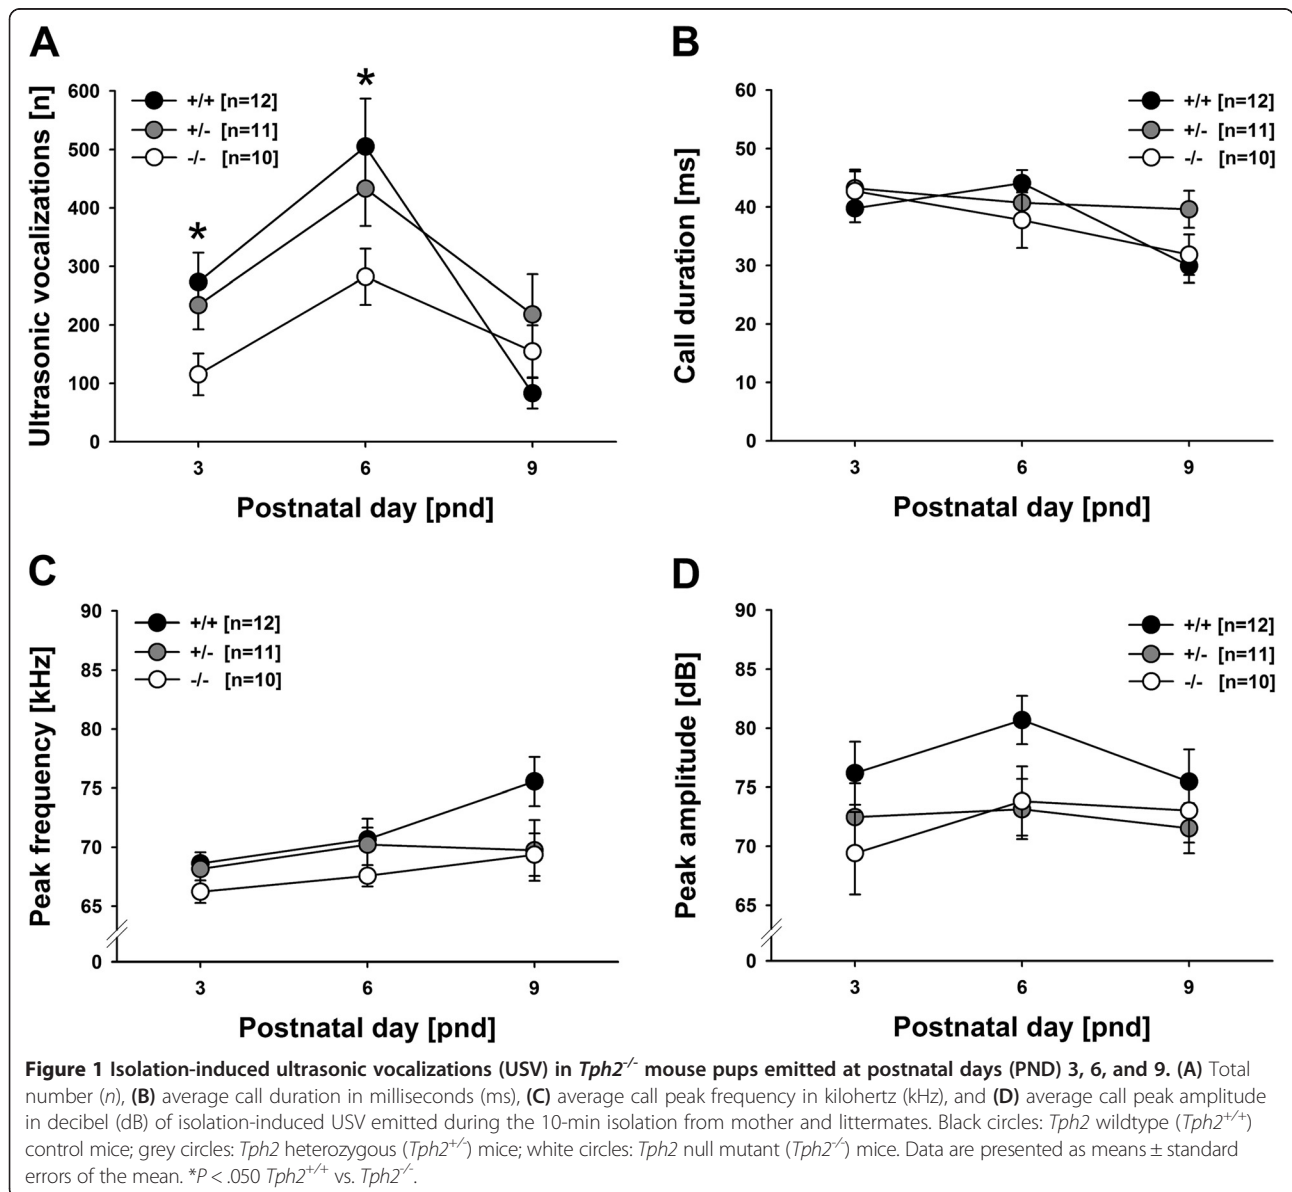 A
Ultrasonic vocalizations [n]
600
500
400
300
200
100
0
+/+ [n=12]
+/- [n=11]
-/- [n=10]
*
*
3 6 9
Postnatal day [pnd]
B
Call duration [ms]
60
50
40
30
20
10
0
+/+ [n=12]
+/- [n=11]
-/- [n=10]
3 6 9
Postnatal day [pnd]
C
Peak frequency [kHz]
90
85
80
75
70
65
0
+/+ [n=12]
+/- [n=11]
-/- [n=10]
3 6 9
Postnatal day [pnd]
D
Peak amplitude [dB]
90
85
80
75
70
65
0
+/+ [n=12]
+/- [n=11]
-/- [n=10]
3 6 9
Postnatal day [pnd]
Figure 1 Isolation-induced ultrasonic vocalizations (USV) in Tph2-/- mouse pups emitted at postnatal days (PND) 3, 6, and 9. (A) Total
number (n), (B) average call duration in milliseconds (ms), (C) average call peak frequency in kilohertz (kHz), and (D) average call peak amplitude
in decibel (dB) of isolation-induced USV emitted during the 10-min isolation from mother and littermates. Black circles: Tph2 wildtype (Tph2+/+)
control mice; grey circles: Tph2 heterozygous (Tph2+/-) mice; white circles: Tph2 null mutant (Tph2-/-) mice. Data are presented as means ± standard
errors of the mean. *P < .050 Tph2+/+ vs. Tph2-/-.